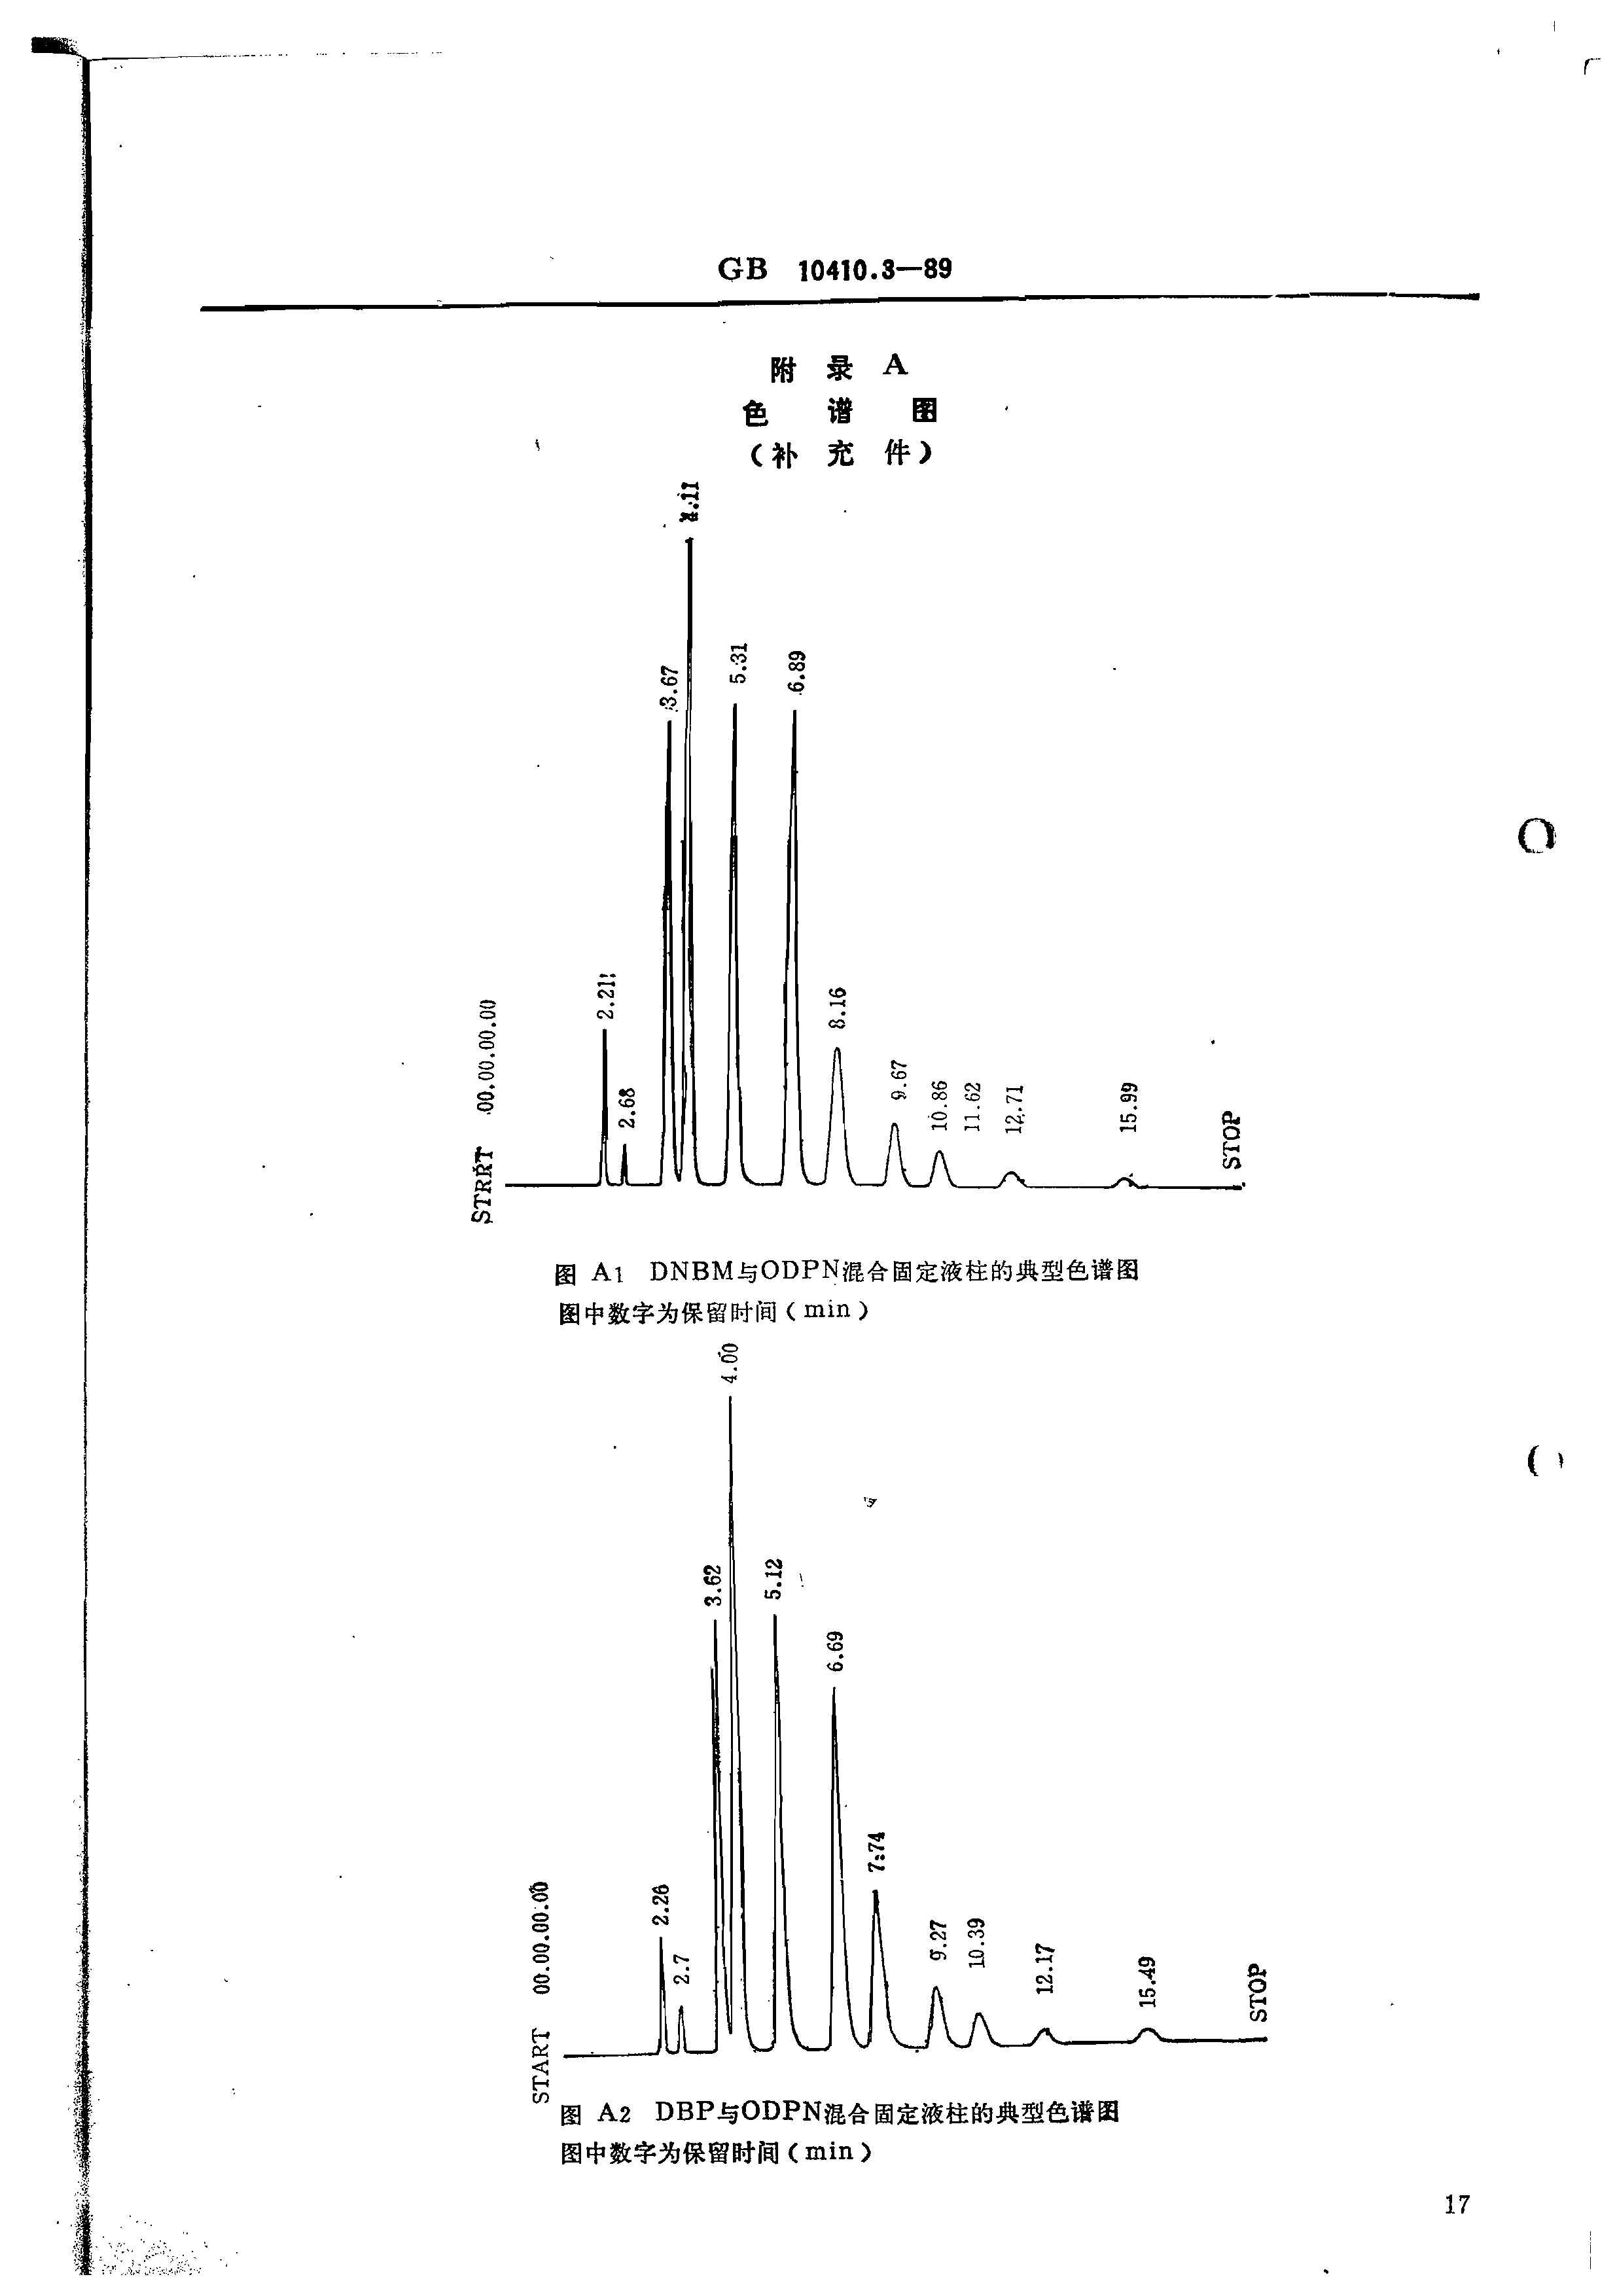 GB 10410.3—89
附 录 A
色 谱 图
（补 充 件）
4.11
5.31
6.89
3.67
2.21
8.16
00.00.00.00
2.68
9.67
10.86
11.62
12.71
15.99
STRRT
STOP
图 A1 DNBM与ODPN混合固定液柱的典型色谱图
图中数字为保留时间（min）
4.00
3.62
5.12
6.69
7.74
2.26
2.7
00.00.00.00
9.27
10.39
12.17
15.49
START
STOP
图 A2 DBP与ODPN混合固定液柱的典型色谱图
图中数字为保留时间（min）
17